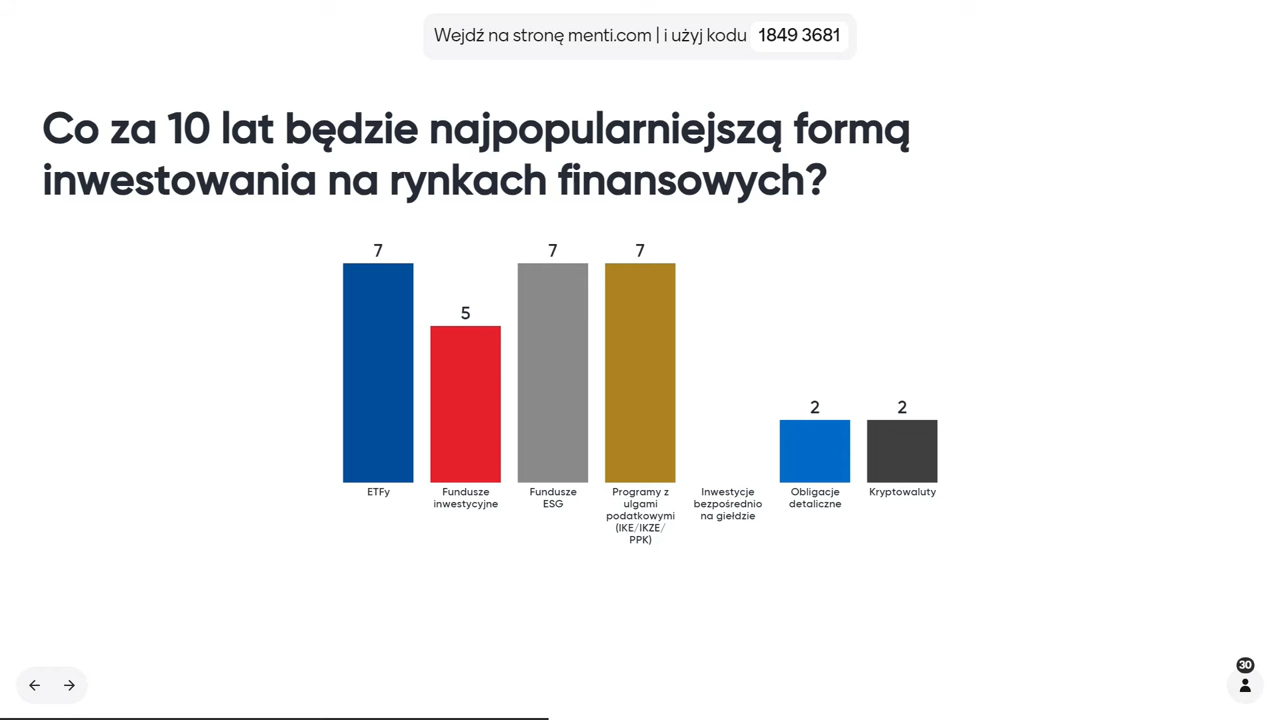 Wejdź na stronę menti.com | i użyj kodu 1849 3681
Co za 10 lat będzie najpopularniejszą formą
inwestowania na rynkach finansowych?
7
5
7
7
2
2
ETFy
Fundusze
inwestycyjne
Fundusze
ESG
Programy z
ulgami
podatkowymi
(IKE/IKZE/
PPK)
Inwestycje
bezpośrednio
na giełdzie
Obligacje
detaliczne
Kryptowaluty
30